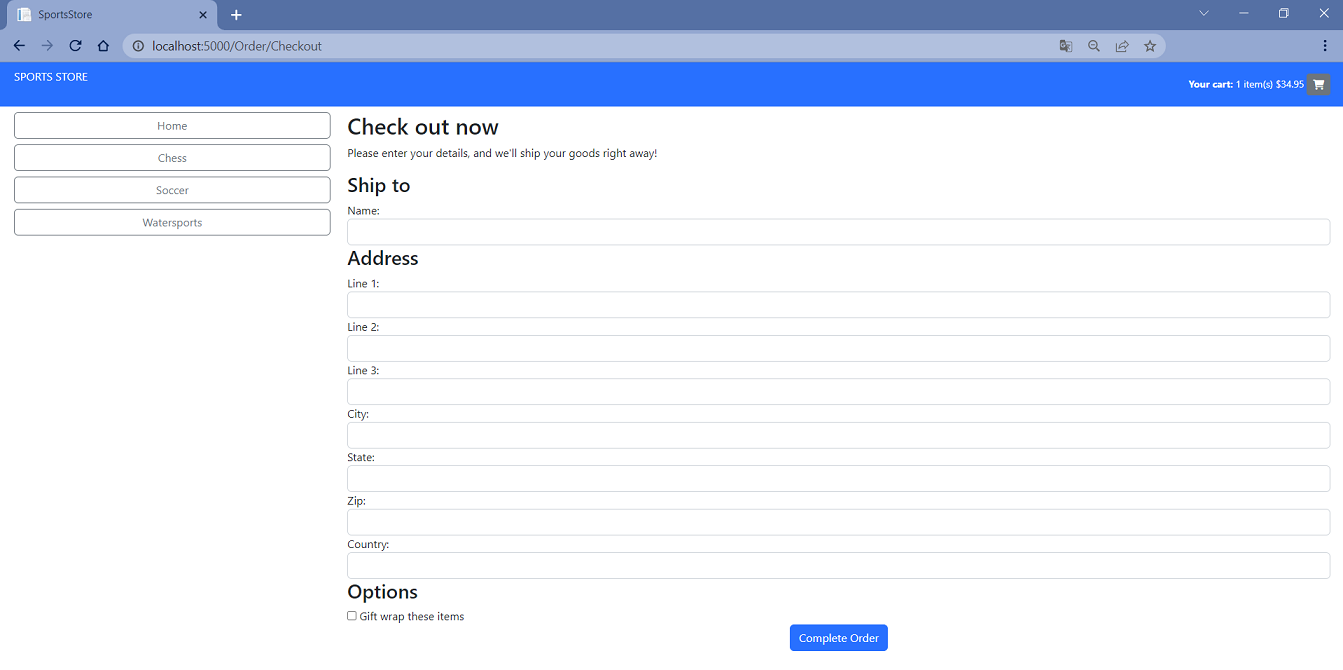 SportsStore
localhost:5000/Order/Checkout
SPORTS STORE
Your cart: 1 item(s) $34.95
Home
Chess
Soccer
Watersports
Check out now
Please enter your details, and we'll ship your goods right away!
Ship to
Name:
Address
Line 1:
Line 2:
Line 3:
City:
State:
Zip:
Country:
Options
Gift wrap these items
Complete Order